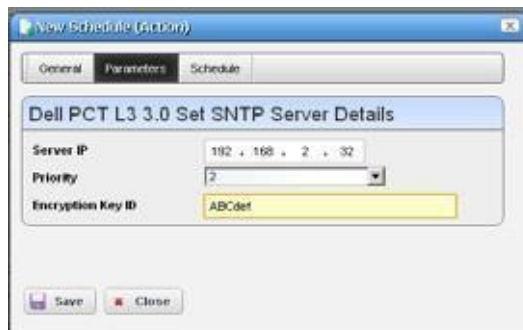 New Schedule (Action)
General Parameters Schedule
Dell PCT L3 3.0 Set SNTP Server Details
Server IP 192 . 168 . 2 . 32
Priority 2
Encryption Key ID ABCdef
Save Close